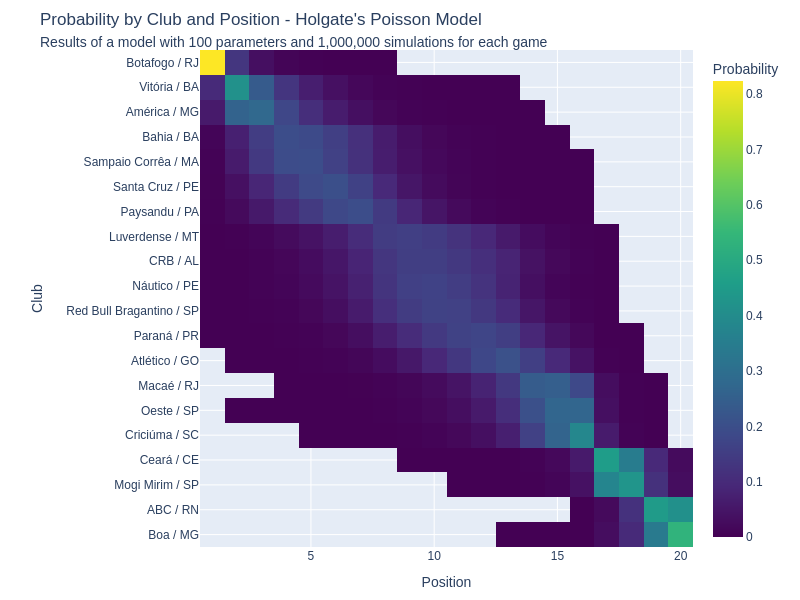 Probability by Club and Position - Holgate's Poisson Model
Results of a model with 100 parameters and 1,000,000 simulations for each game
Probability
Botafogo / RJ
Vitória / BA
América / MG
Bahia / BA
Sampaio Corrêa / MA
Santa Cruz / PE
Paysandu / PA
Luverdense / MT
CRB / AL
Náutico / PE
Red Bull Bragantino / SP
Paraná / PR
Atlético / GO
Macaé / RJ
Oeste / SP
Criciúma / SC
Ceará / CE
Mogi Mirim / SP
ABC / RN
Boa / MG
Club
5
10
15
20
Position
0.8
0.7
0.6
0.5
0.4
0.3
0.2
0.1
0